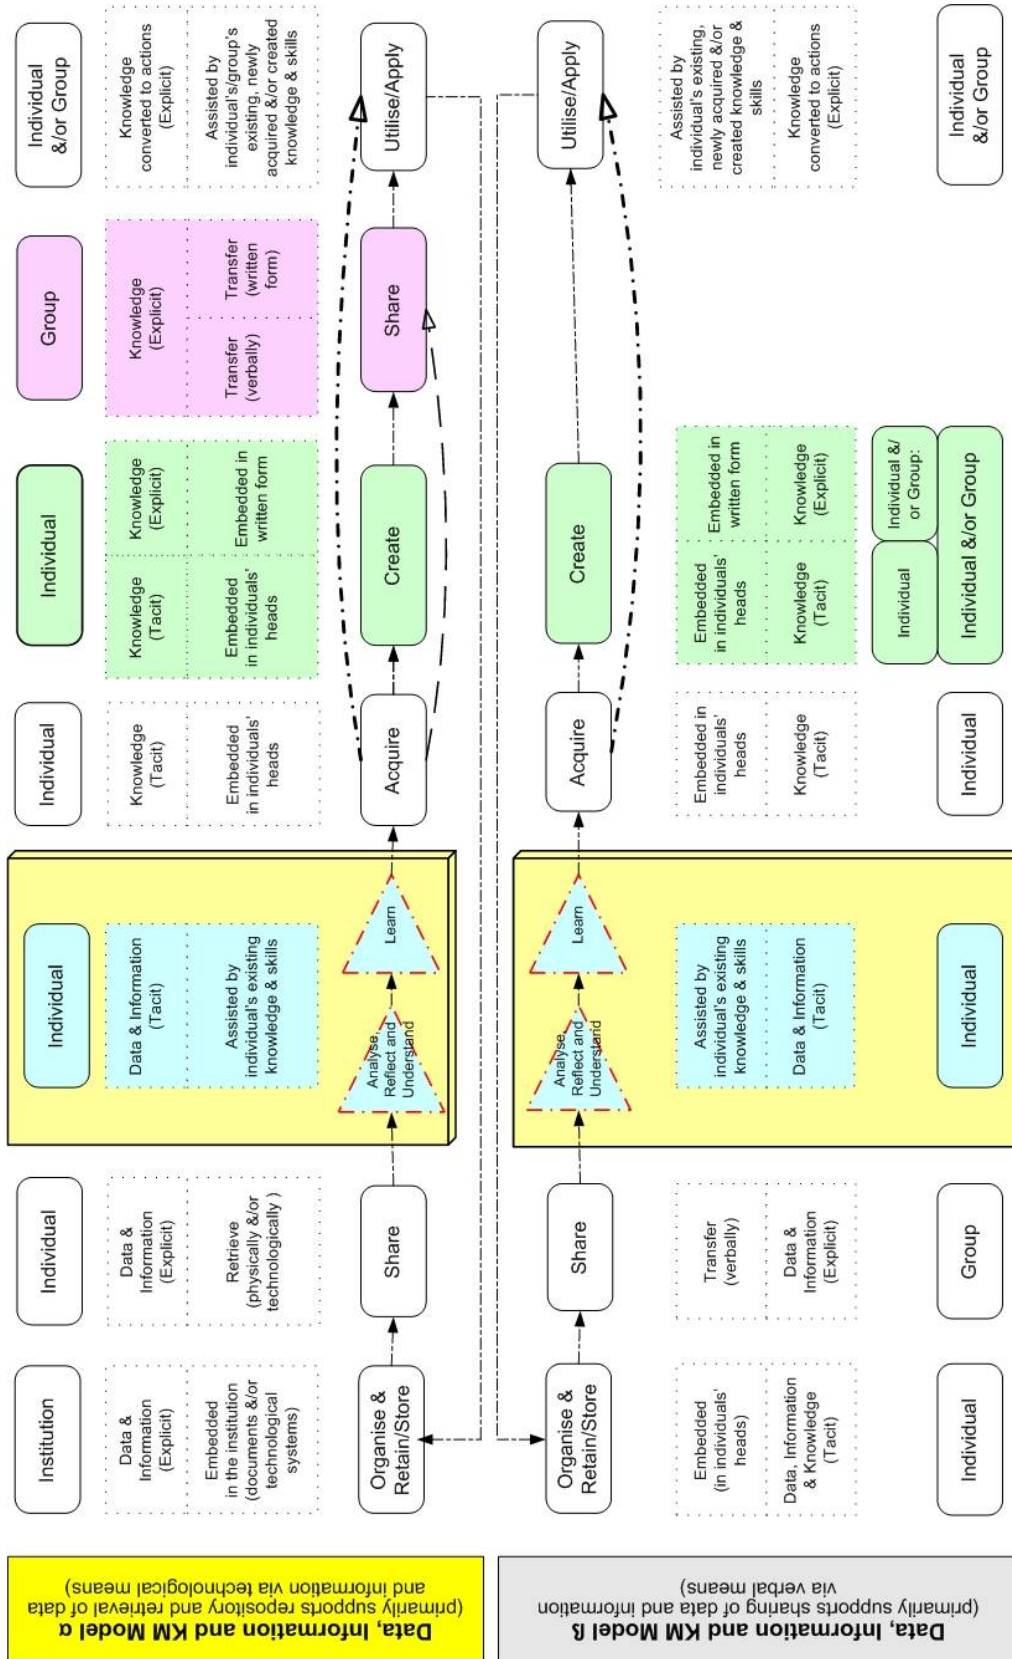 Data, Information and KM Model α
(primarily supports repository and retrieval of data
and information via technological means)
Institution
Data &
Information
(Explicit)
Embedded
in the institution
(documents &/or
technological
systems)
Organise &
Retain/Store
Individual
Data &
Information
(Explicit)
Retrieve
(physically &/or
technologically )
Share
Individual
Data & Information
(Tacit)
Assisted by
individual's existing
knowledge & skills
Analyse,
Reflect and
Understand
Learn
Individual
Knowledge
(Tacit)
Embedded
in individuals'
heads
Acquire
Individual
Knowledge
(Tacit)
Knowledge
(Explicit)
Embedded
in individuals'
heads
Embedded in
written form
Create
Group
Knowledge
(Explicit)
Transfer
(verbally)
Transfer
(written
form)
Share
Individual
&/or Group
Knowledge
converted to actions
(Explicit)
Assisted by
individual's/group's
existing, newly
acquired &/or created
knowledge & skills
Utilise/Apply
Data, Information and KM Model ß
(primarily supports sharing of data and information
via verbal means)
Organise &
Retain/Store
Embedded
(in individuals'
heads)
Data, Information
& Knowledge
(Tacit)
Individual
Share
Transfer
(verbally)
Data &
Information
(Explicit)
Group
Analyse,
Reflect and
Understand
Learn
Assisted by
individual's existing
knowledge & skills
Data & Information
(Tacit)
Individual
Acquire
Embedded in
individuals'
heads
Knowledge
(Tacit)
Individual
Create
Embedded
in individuals'
heads
Embedded in
written form
Knowledge
(Tacit)
Knowledge
(Explicit)
Individual
Individual &/
or Group:
Individual &/or Group
Utilise/Apply
Assisted by
individual's existing,
newly acquired &/or
created knowledge &
skills
Knowledge
converted to actions
(Explicit)
Individual
&/or Group